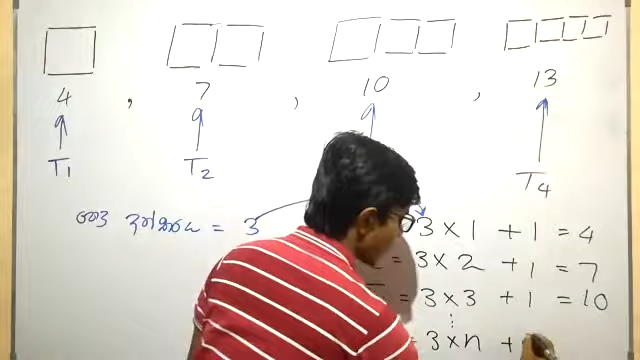 4 , 7 , 10 , 13
T₁ T₂ T₄
= 3
3 × 1 + 1 = 4
= 3 × 2 + 1 = 7
= 3 × 3 + 1 = 10
⋮
3 × n +